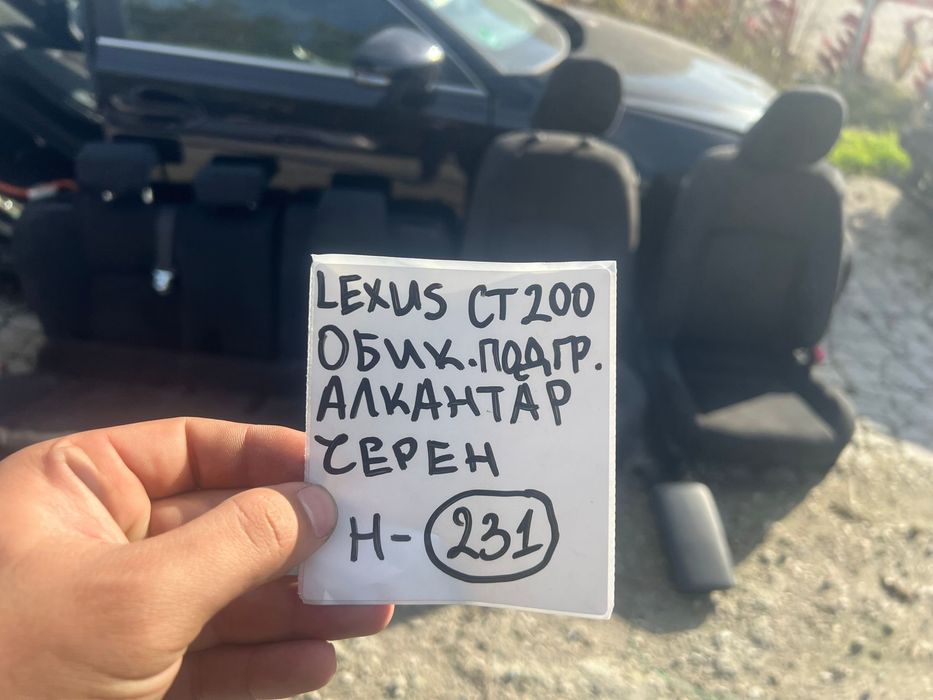 LEXUS CT200
ОБИК.ПОДГР.
АЛКАНТАР
ЧЕРЕН
Н-231